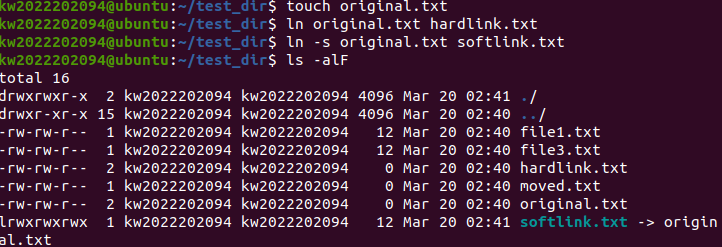 kw2022202094@ubuntu:~/test_dir$ touch original.txt
kw2022202094@ubuntu:~/test_dir$ ln original.txt hardlink.txt
kw2022202094@ubuntu:~/test_dir$ ln -s original.txt softlink.txt
kw2022202094@ubuntu:~/test_dir$ ls -alF
total 16
drwxrwxr-x  2 kw2022202094 kw2022202094 4096 Mar 20 02:41 ./
drwxr-xr-x 15 kw2022202094 kw2022202094 4096 Mar 20 02:40 ../
-rw-rw-r--  1 kw2022202094 kw2022202094   12 Mar 20 02:40 file1.txt
-rw-rw-r--  1 kw2022202094 kw2022202094   12 Mar 20 02:40 file3.txt
-rw-rw-r--  2 kw2022202094 kw2022202094    0 Mar 20 02:40 hardlink.txt
-rw-rw-r--  1 kw2022202094 kw2022202094    0 Mar 20 02:40 moved.txt
-rw-rw-r--  2 kw2022202094 kw2022202094    0 Mar 20 02:40 original.txt
lrwxrwxrwx  1 kw2022202094 kw2022202094   12 Mar 20 02:41 softlink.txt -> origin
al.txt